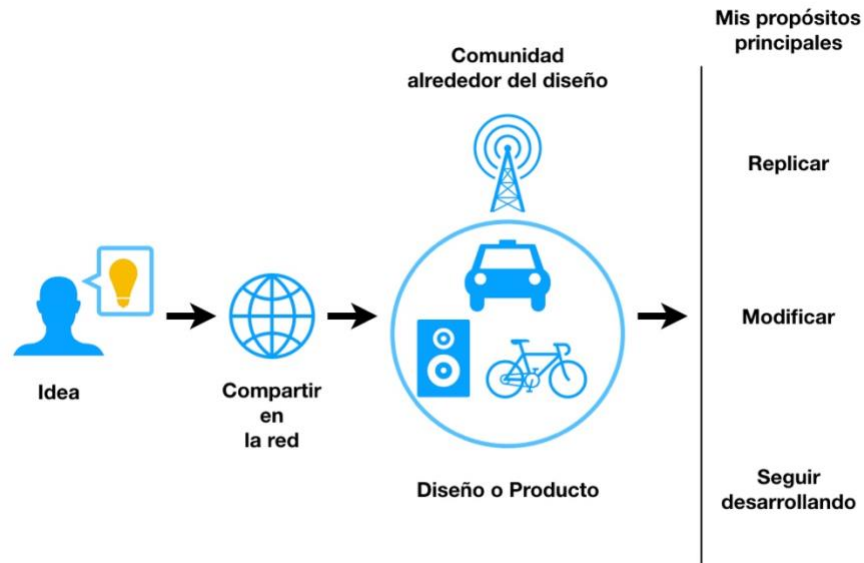 Mis propósitos
principales
Comunidad
alrededor del diseño
Replicar
Modificar
Idea
Compartir
en
la red
Diseño o Producto
Seguir
desarrollando